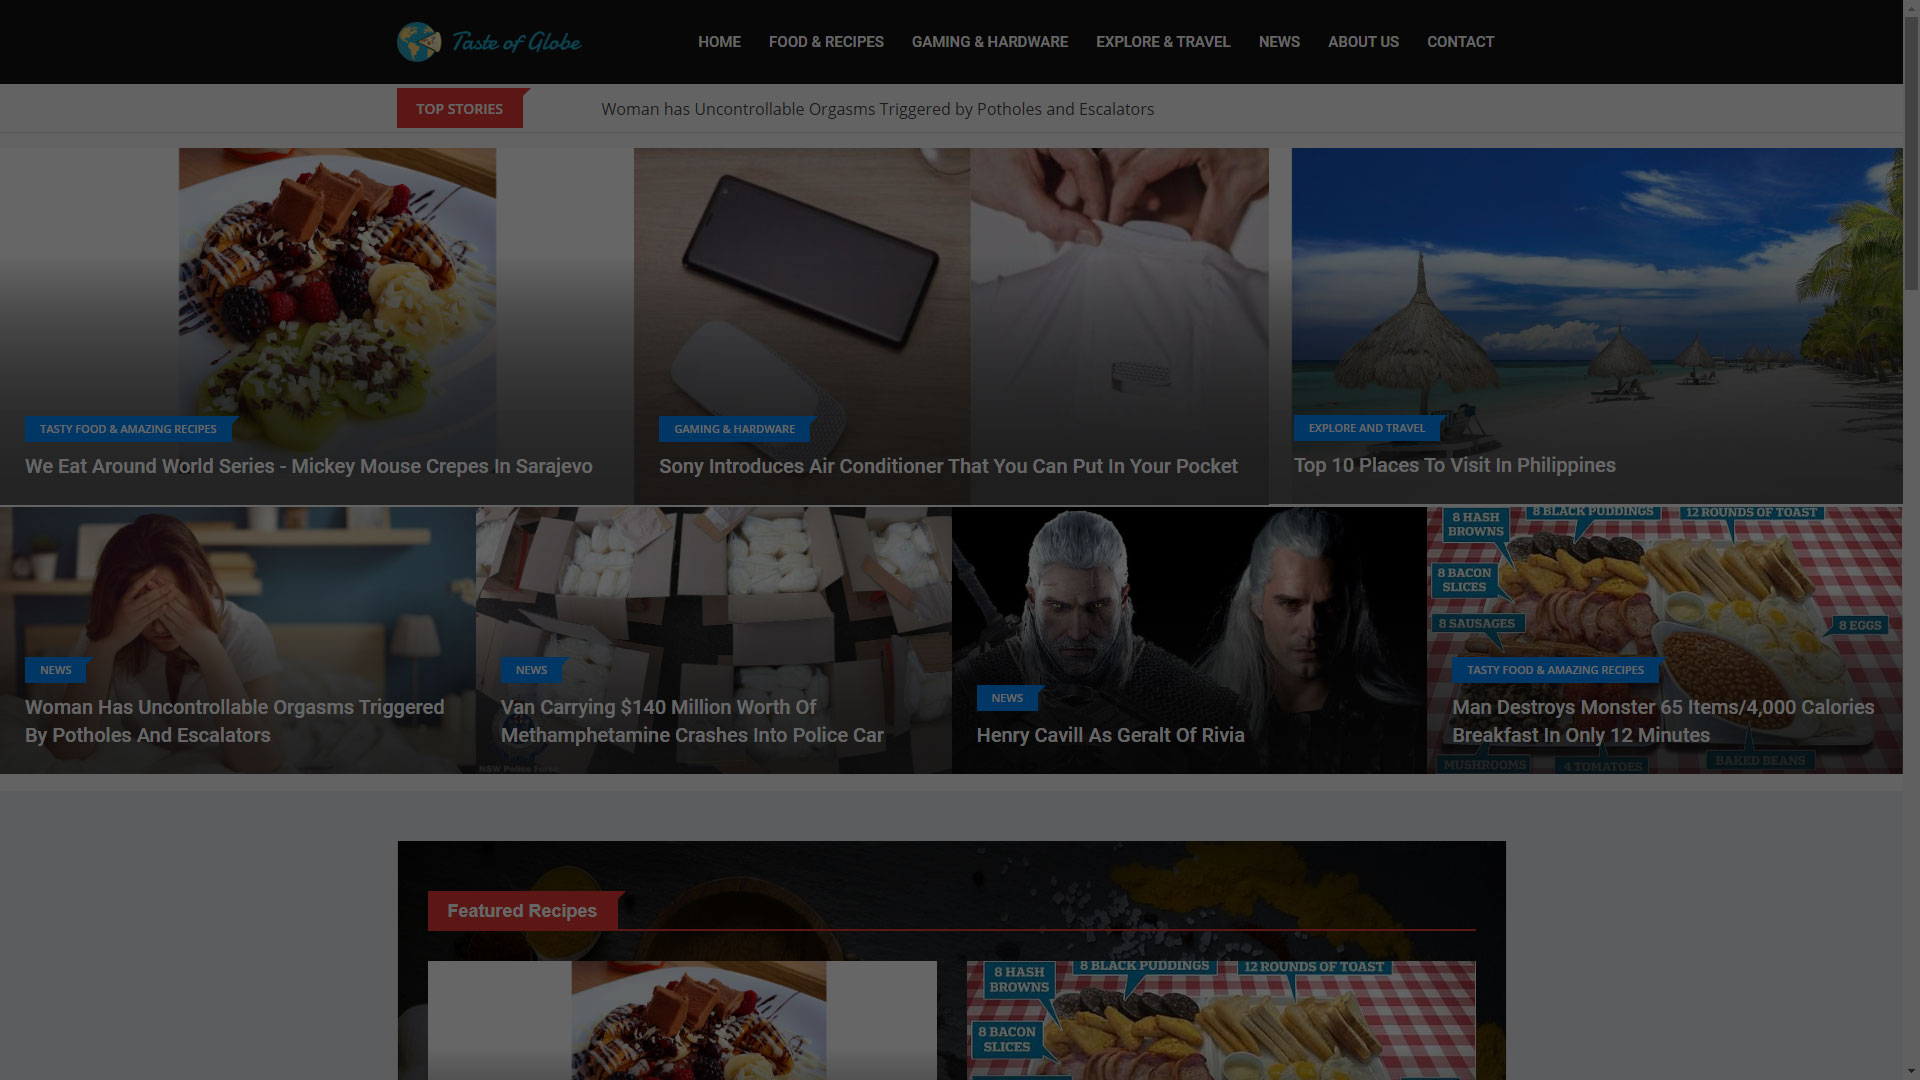 Taste of Globe
HOME
FOOD & RECIPES
GAMING & HARDWARE
EXPLORE & TRAVEL
NEWS
ABOUT US
CONTACT
TOP STORIES
Woman has Uncontrollable Orgasms Triggered by Potholes and Escalators
TASTY FOOD & AMAZING RECIPES
We Eat Around World Series - Mickey Mouse Crepes In Sarajevo
GAMING & HARDWARE
Sony Introduces Air Conditioner That You Can Put In Your Pocket
EXPLORE AND TRAVEL
Top 10 Places To Visit In Philippines
NEWS
Woman Has Uncontrollable Orgasms Triggered
By Potholes And Escalators
NEWS
Van Carrying $140 Million Worth Of
Methamphetamine Crashes Into Police Car
NSW Police Force
NEWS
Henry Cavill As Geralt Of Rivia
8 HASH
BROWNS
8 BLACK PUDDINGS
12 ROUNDS OF TOAST
8 BACON
SLICES
8 SAUSAGES
8 EGGS
TASTY FOOD & AMAZING RECIPES
Man Destroys Monster 65 Items/4,000 Calories
Breakfast In Only 12 Minutes
MUSHROOMS
4 TOMATOES
BAKED BEANS
Featured Recipes
8 HASH
BROWNS
8 BLACK PUDDINGS
12 ROUNDS OF TOAST
8 BACON
SLICES